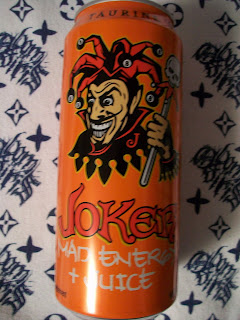 TAURIN
JOKER
MAD ENERGY
+ JUICE